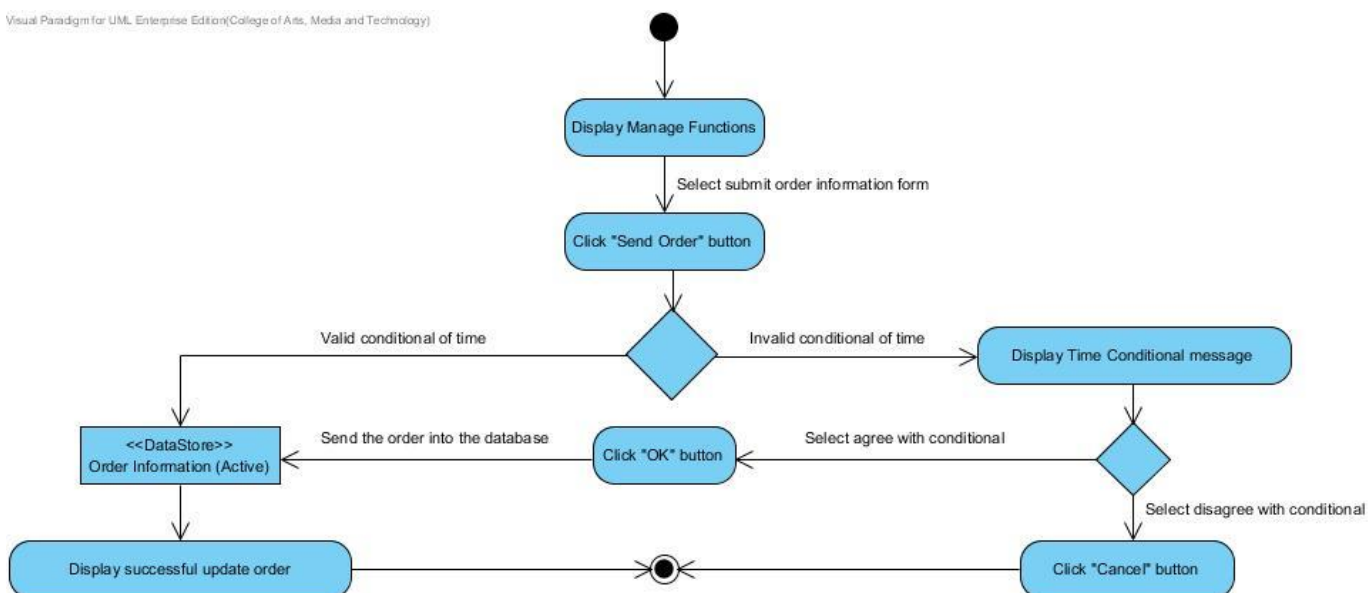 Visual Paradigm for UML Enterprise Edition(College of Arts, Media and Technology)
Display Manage Functions
Select submit order information form
Click "Send Order" button
Valid conditional of time
Invalid conditional of time
Display Time Conditional message
<<DataStore>>
Order Information (Active)
Send the order into the database
Click "OK" button
Select agree with conditional
Select disagree with conditional
Display successful update order
Click "Cancel" button